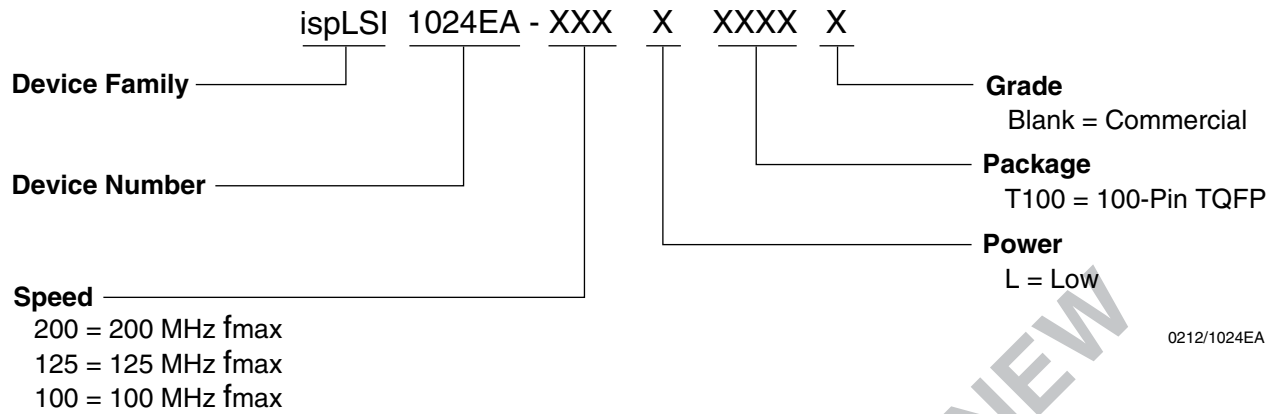 ispLSI 1024EA - XXX X XXXX X
Device Family
Grade
Blank = Commercial
Device Number
Package
T100 = 100-Pin TQFP
Power
L = Low
Speed
200 = 200 MHz fmax
125 = 125 MHz fmax
100 = 100 MHz fmax
0212/1024EA
NEW